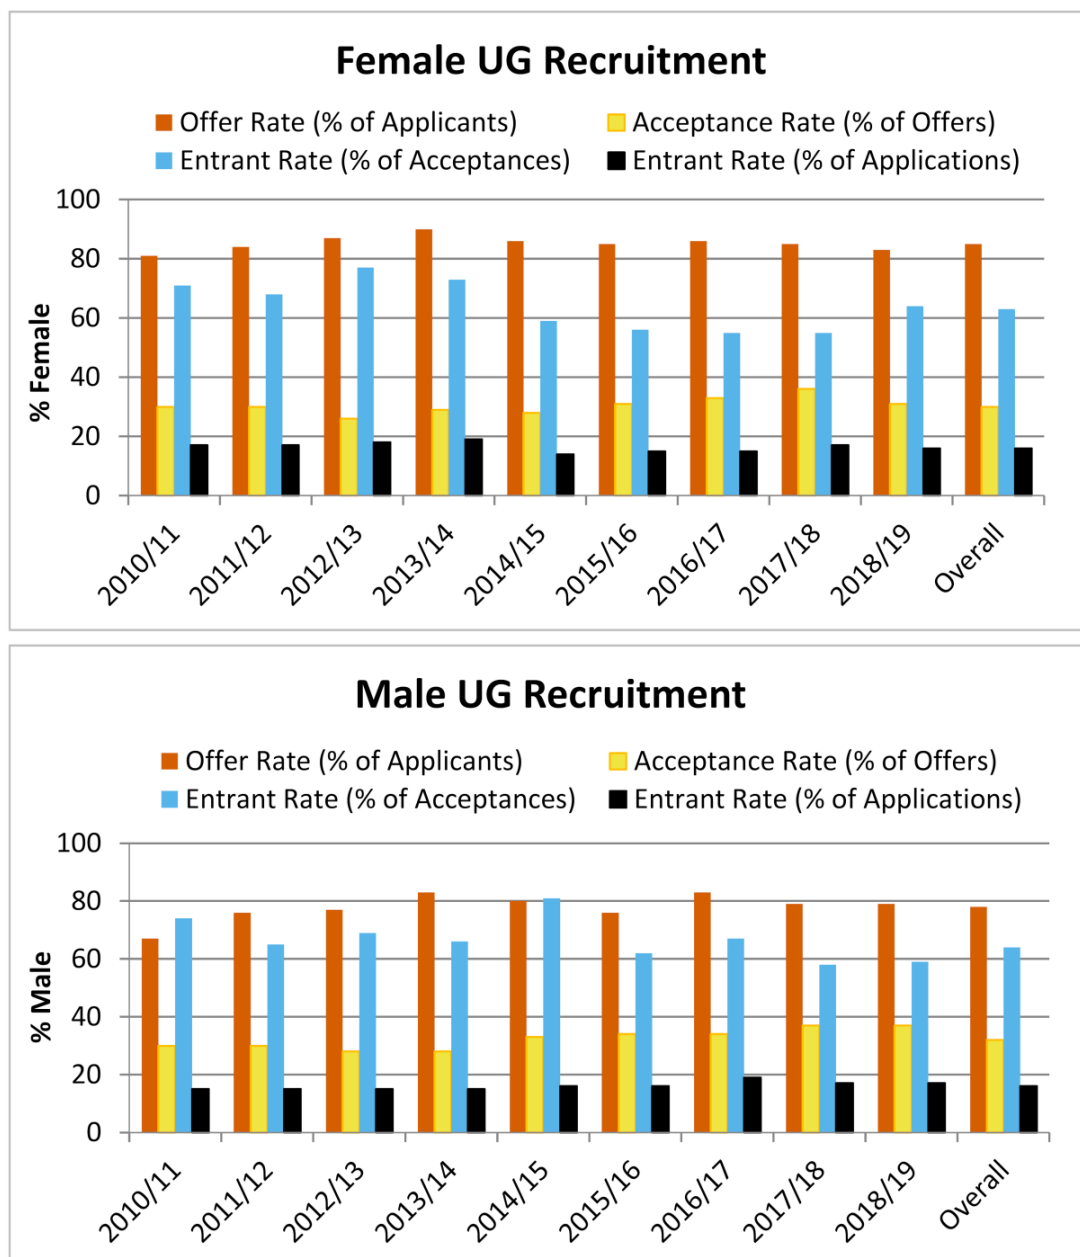 Female UG Recruitment
Offer Rate (% of Applicants) Acceptance Rate (% of Offers)
Entrant Rate (% of Acceptances) Entrant Rate (% of Applications)
100
80
60
40
20
0
% Female
2010/11 2011/12 2012/13 2013/14 2014/15 2015/16 2016/17 2017/18 2018/19 Overall
Male UG Recruitment
Offer Rate (% of Applicants) Acceptance Rate (% of Offers)
Entrant Rate (% of Acceptances) Entrant Rate (% of Applications)
100
80
60
40
20
0
% Male
2010/11 2011/12 2012/13 2013/14 2014/15 2015/16 2016/17 2017/18 2018/19 Overall